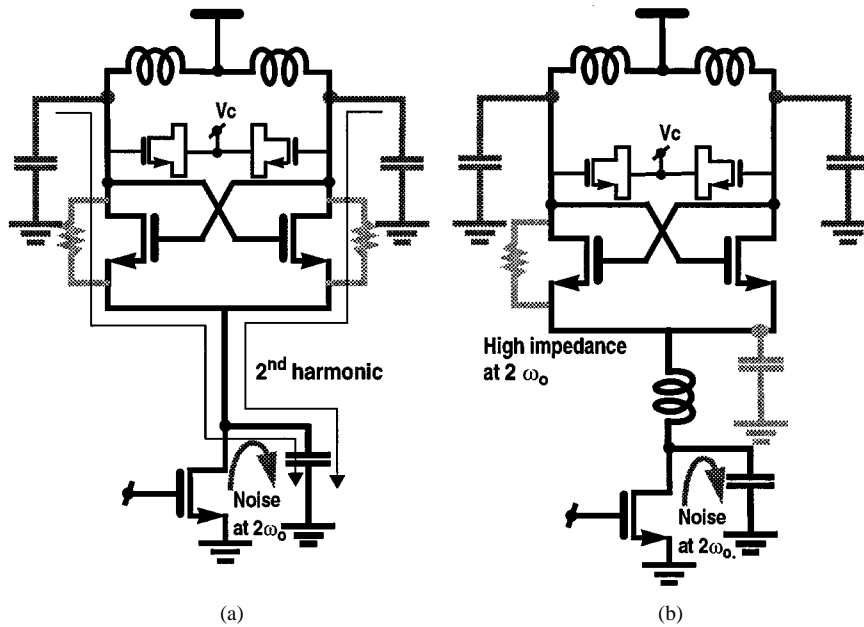 Vc
2nd harmonic
Noise
at 2ωo
(a)
Vc
High impedance
at 2 ωo
Noise
at 2ωo.
(b)